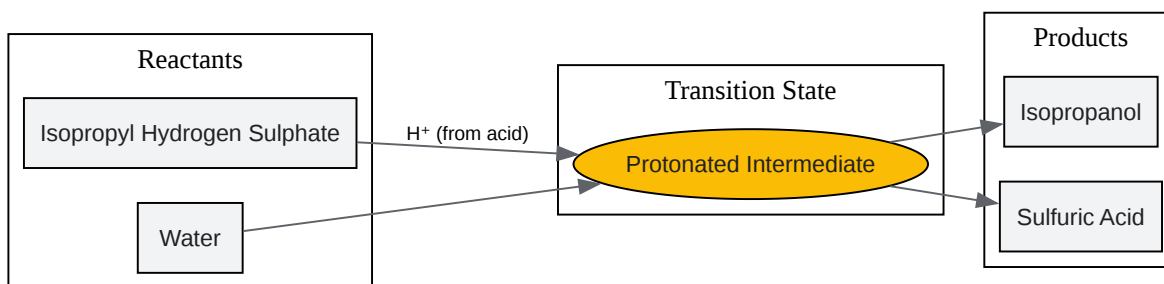 Reactants
Isopropyl Hydrogen Sulphate
Water
H⁺ (from acid)
Transition State
Protonated Intermediate
Products
Isopropanol
Sulfuric Acid